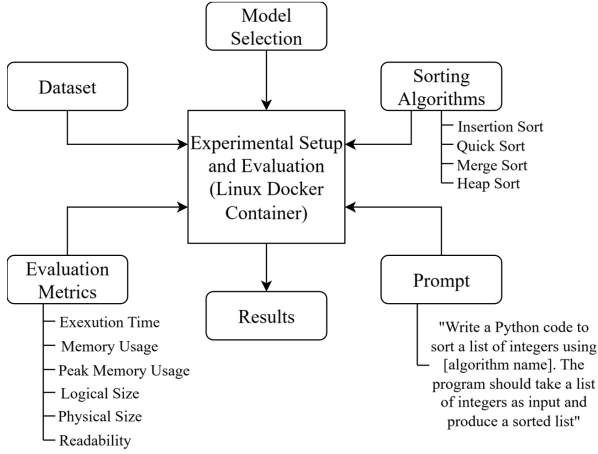 Model
Selection
Dataset
Sorting
Algorithms
Insertion Sort
Quick Sort
Merge Sort
Heap Sort
Experimental Setup
and Evaluation
(Linux Docker
Container)
Evaluation
Metrics
Exexution Time
Memory Usage
Peak Memory Usage
Logical Size
Physical Size
Readability
Results
Prompt
"Write a Python code to
sort a list of integers using
[algorithm name]. The
program should take a list
of integers as input and
produce a sorted list"